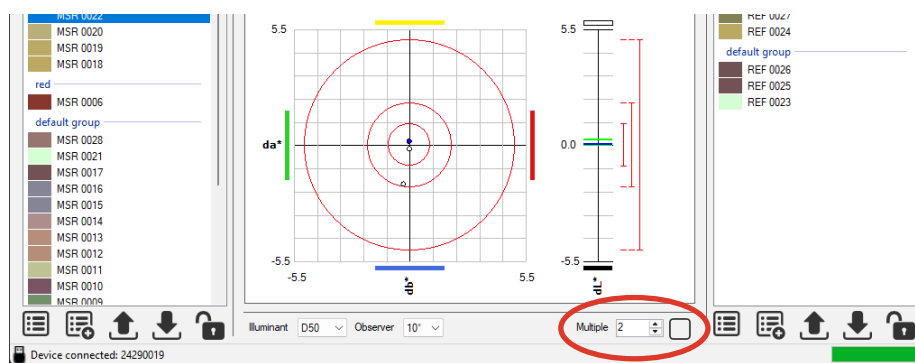 MSR 0022
MSR 0020
MSR 0019
MSR 0018
red
MSR 0006
default group
MSR 0028
MSR 0021
MSR 0017
MSR 0016
MSR 0015
MSR 0014
MSR 0013
MSR 0012
MSR 0011
MSR 0010
MSR 0009
5.5
da*
-5.5
-5.5
db*
5.5
5.5
0.0
-5.5
dL*
REF 0027
REF 0024
default group
REF 0026
REF 0025
REF 0023
Illuminant D50 Observer 10° Multiple 2
Device connected: 24290019